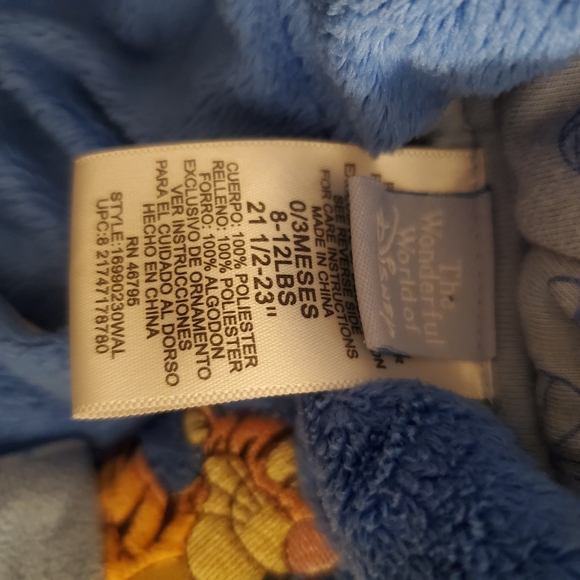 The
Wonderful
World of
Disney
SEE REVERSE SIDE
FOR CARE INSTRUCTIONS
MADE IN CHINA
0/3MESES
8-12LBS
21 1/2-23"
CUERPO: 100% POLIESTER
RELLENO: 100% POLIESTER
FORRO: 100% ALGODON
EXCLUSIVO DE ORNAMENTO
VER INSTRUCCIONES
PARA EL CUIDADO AL DORSO
HECHO EN CHINA
RN 46795
STYLE:16990230WAL
UPC:8 21747178780